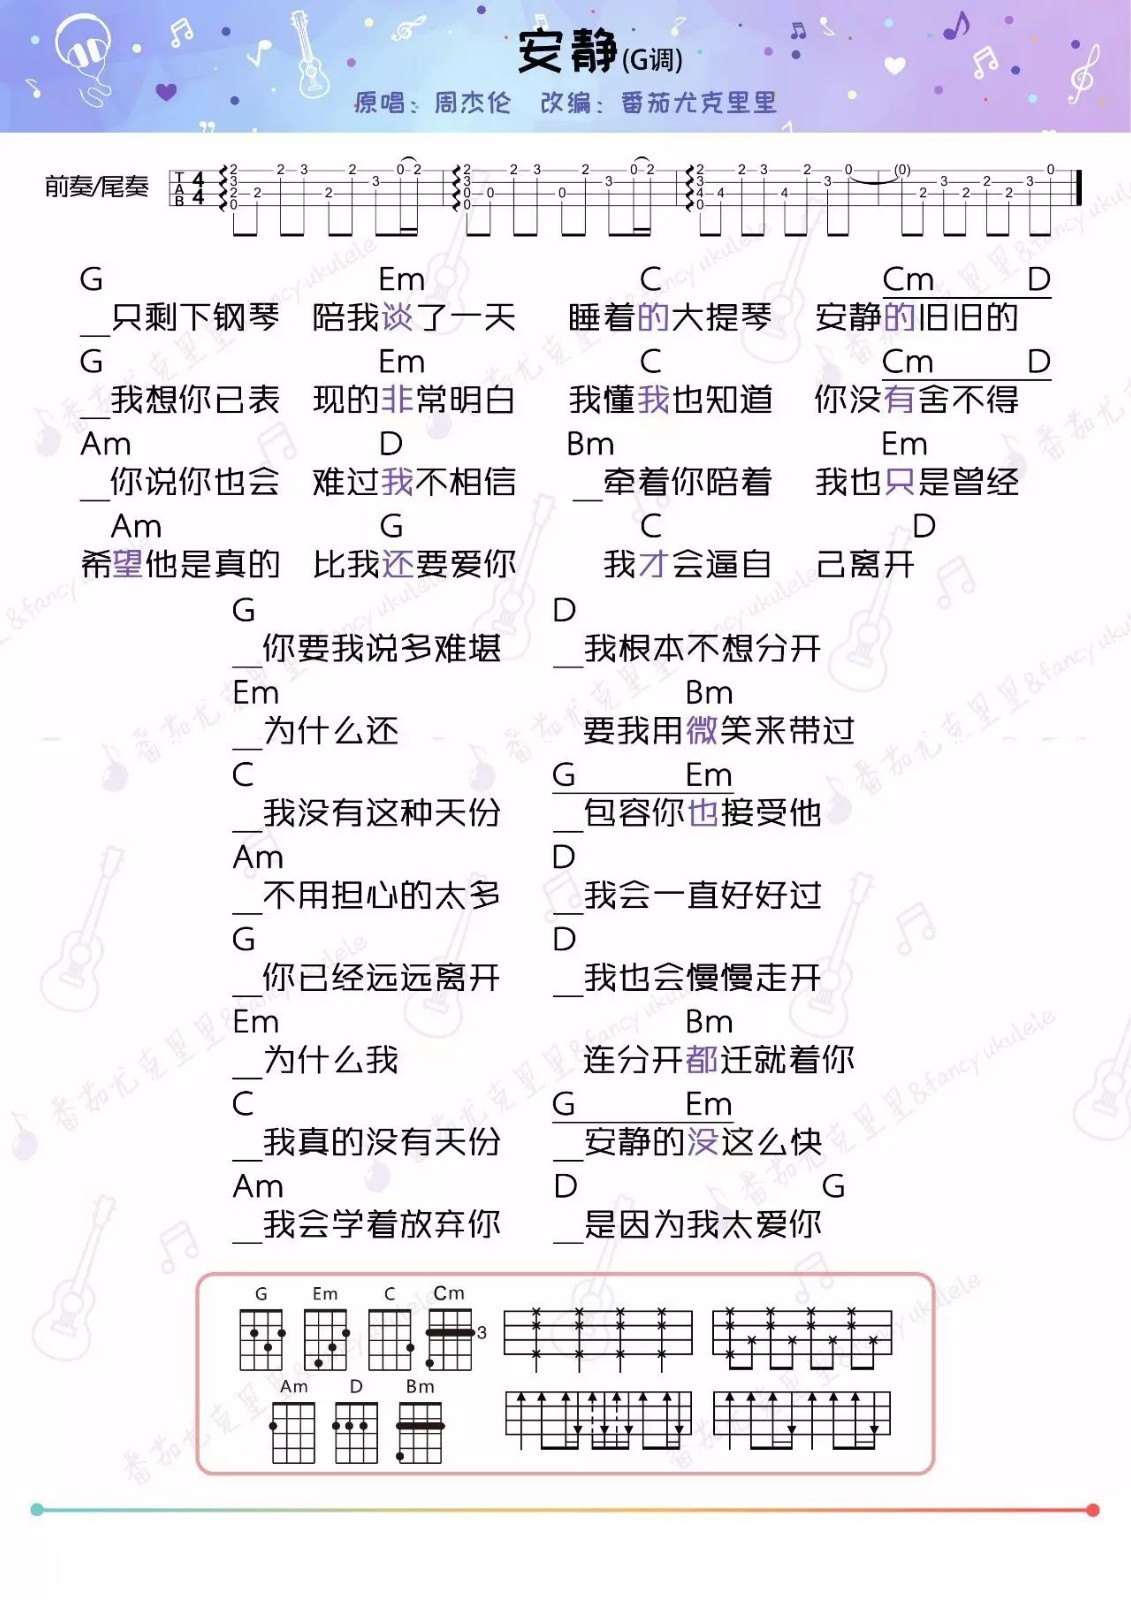 安静(G调)
原唱：周杰伦 改编：番茄尤克里里
前奏/尾奏
G Em C Cm D
__只剩下钢琴 陪我谈了一天 睡着的大提琴 安静的旧旧的
G Em C Cm D
__我想你已表 现的非常明白 我懂我也知道 你没有舍不得
Am D Bm Em
__你说你也会 难过我不相信 __牵着你陪着 我也只是曾经
Am G C D
希望他是真的 比我还要爱你 我才会逼自 己离开
G D
__你要我说多难堪 __我根本不想分开
Em Bm
__为什么还 要我用微笑来带过
C G Em
__我没有这种天份 __包容你也接受他
Am D
__不用担心的太多 __我会一直好好过
G D
__你已经远远离开 __我也会慢慢走开
Em Bm
__为什么我 连分开都迁就着你
C G Em
__我真的没有天份 __安静的没这么快
Am D G
__我会学着放弃你 __是因为我太爱你
G Em C Cm
3
Am D Bm
番茄尤克里里&fancy ukulele